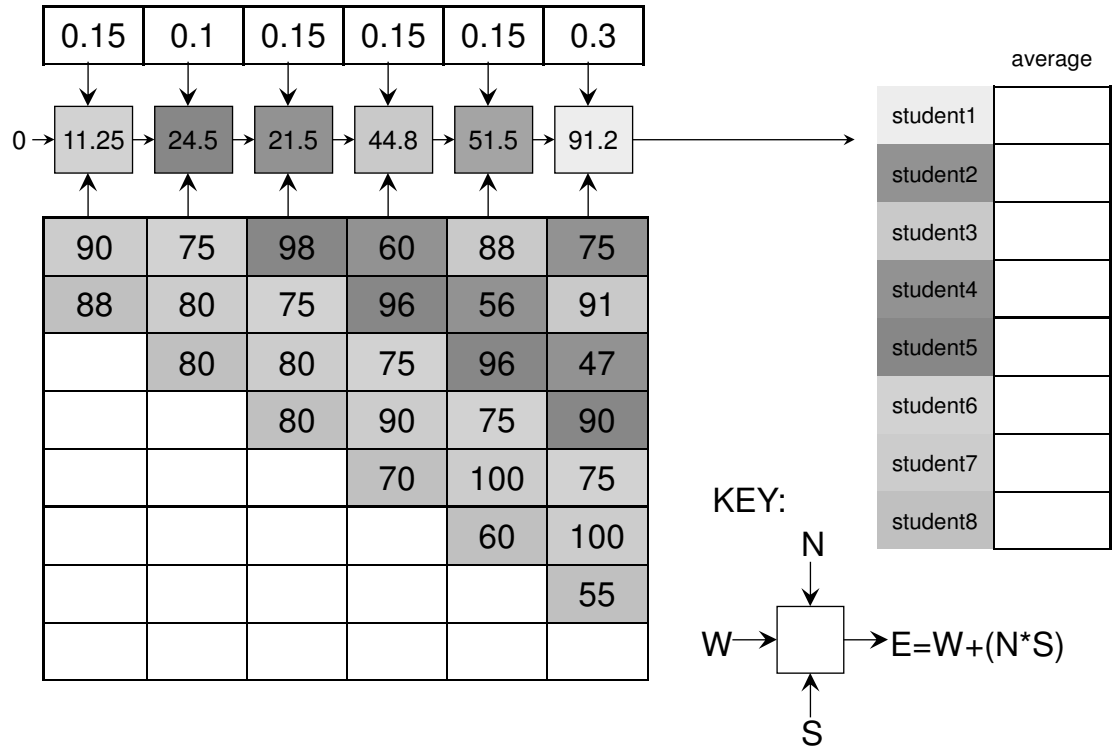 0.15 0.1 0.15 0.15 0.15 0.3
average
0 11.25 24.5 21.5 44.8 51.5 91.2
student1
student2
student3
student4
student5
student6
student7
student8
90 75 98 60 88 75
88 80 75 96 56 91
80 80 75 96 47
80 90 75 90
70 100 75
60 100
55
KEY:
N
W E=W+(N*S)
S